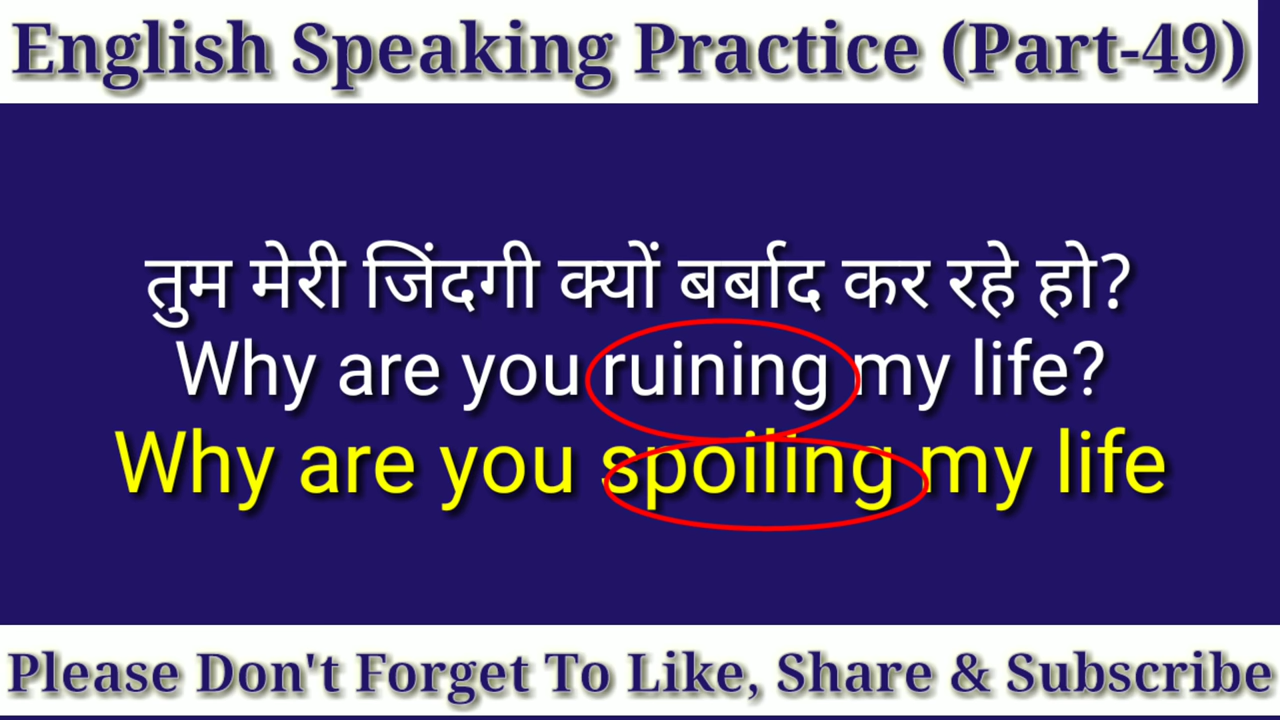 English Speaking Practice (Part-49)
तुम मेरी जिंदगी क्यों बर्बाद कर रहे हो?
Why are you ruining my life?
Why are you spoiling my life
Please Don't Forget To Like, Share & Subscribe